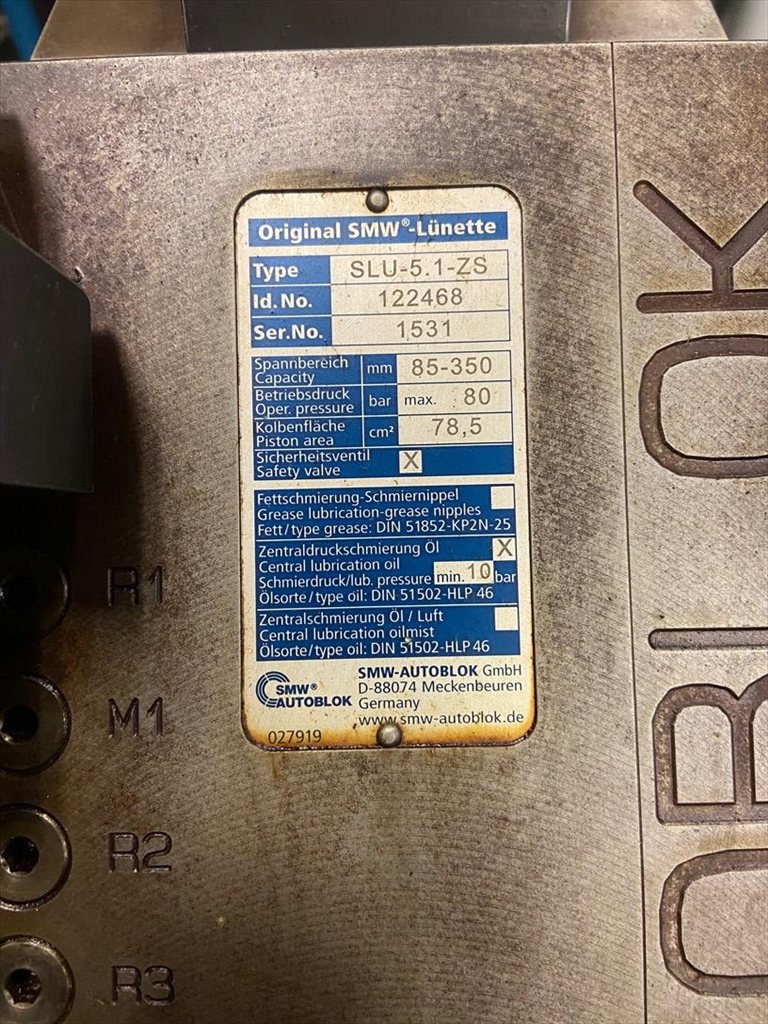 Original SMW®-Lünette
Type SLU-5.1-ZS
Id.No. 122468
Ser.No. 1531
Spannbereich
Capacity mm 85-350
Betriebsdruck
Oper. pressure bar max. 80
Kolbenfläche
Piston area cm² 78,5
Sicherheitsventil
Safety valve X
Fettschmierung-Schmiernippel
Grease lubrication-grease nipples
Fett/type grease: DIN 51852-KP2N-25
Zentraldruckschmierung Öl X
Central lubrication oil
Schmierdruck/lub. pressure min. 10 bar
Ölsorte/type oil: DIN 51502-HLP 46
Zentralschmierung Öl / Luft
Central lubrication oilmist
Ölsorte/type oil: DIN 51502-HLP 46
SMW®
AUTOBLOK
SMW-AUTOBLOK GmbH
D-88074 Meckenbeuren
Germany
www.smw-autoblok.de
027919
R1
M1
R2
R3
OBLOK